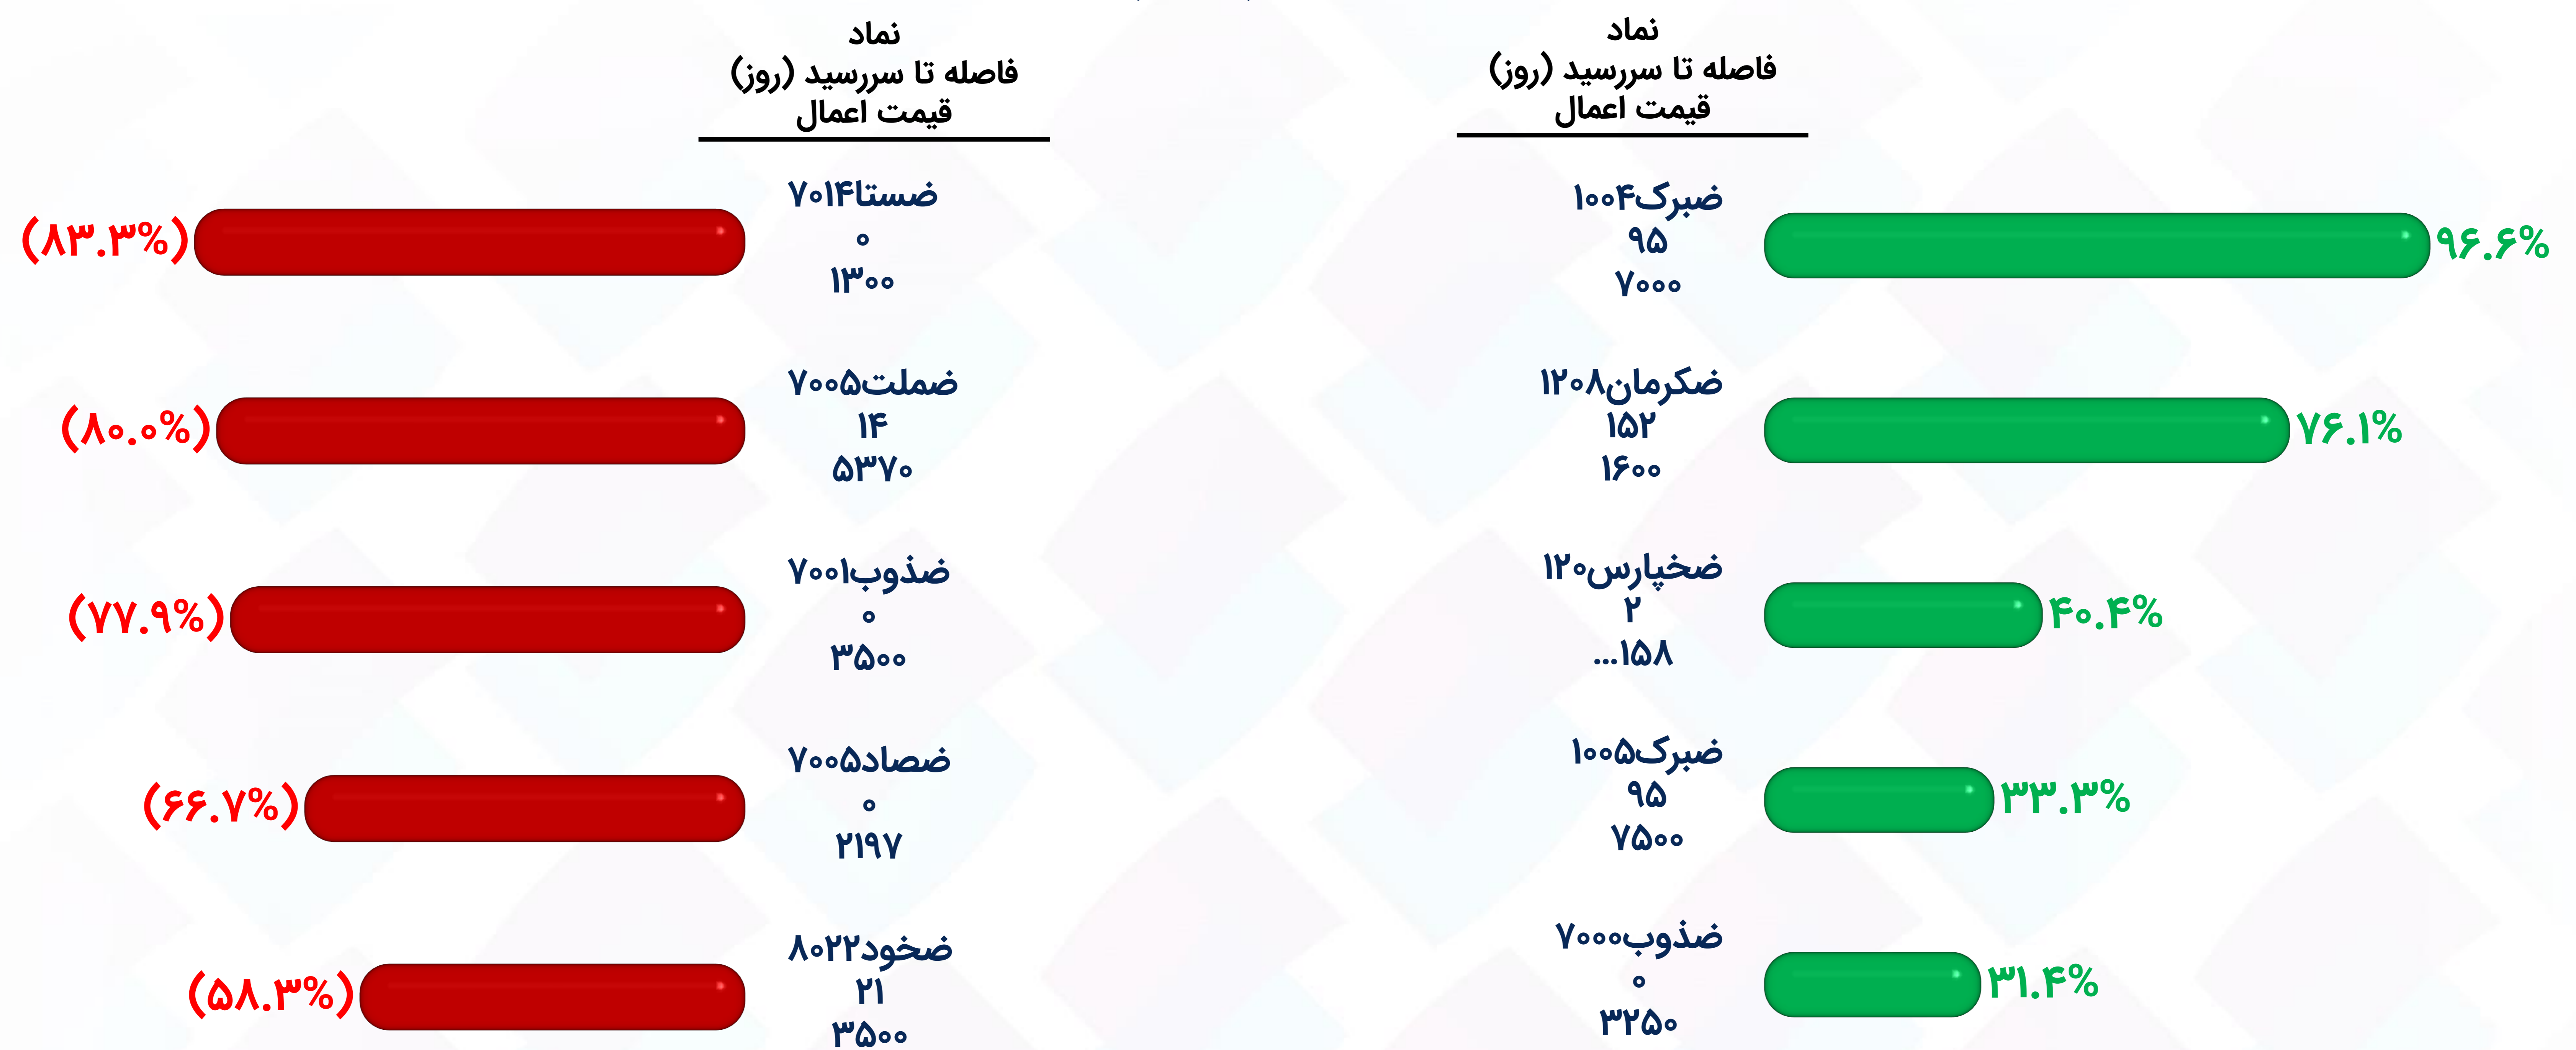 نماد
فاصله تا سررسید (روز)
قیمت اعمال
ضبرک۱۰۰۴
۹۵
۷۰۰۰
۹۶.۶%
ضکرمان۱۲۰۸
۱۵۲
۱۶۰۰
۷۶.۱%
ضخپارس۱۲۰
۲
۱۵۸...
۴۰.۴%
ضبرک۱۰۰۵
۹۵
۷۵۰۰
۳۳.۳%
ضذوب۷۰۰۰
۰
۳۲۵۰
۳۱.۴%
نماد
فاصله تا سررسید (روز)
قیمت اعمال
ضستا۷۰۱۴
۰
۱۳۰۰
(۸۳.۳%)
ضملت۷۰۰۵
۱۴
۵۳۷۰
(۸۰.۰%)
ضذوب۷۰۰۱
۰
۳۵۰۰
(۷۷.۹%)
ضصاد۷۰۰۵
۰
۲۱۹۷
(۶۶.۷%)
ضخود۸۰۲۲
۲۱
۳۵۰۰
(۵۸.۳%)